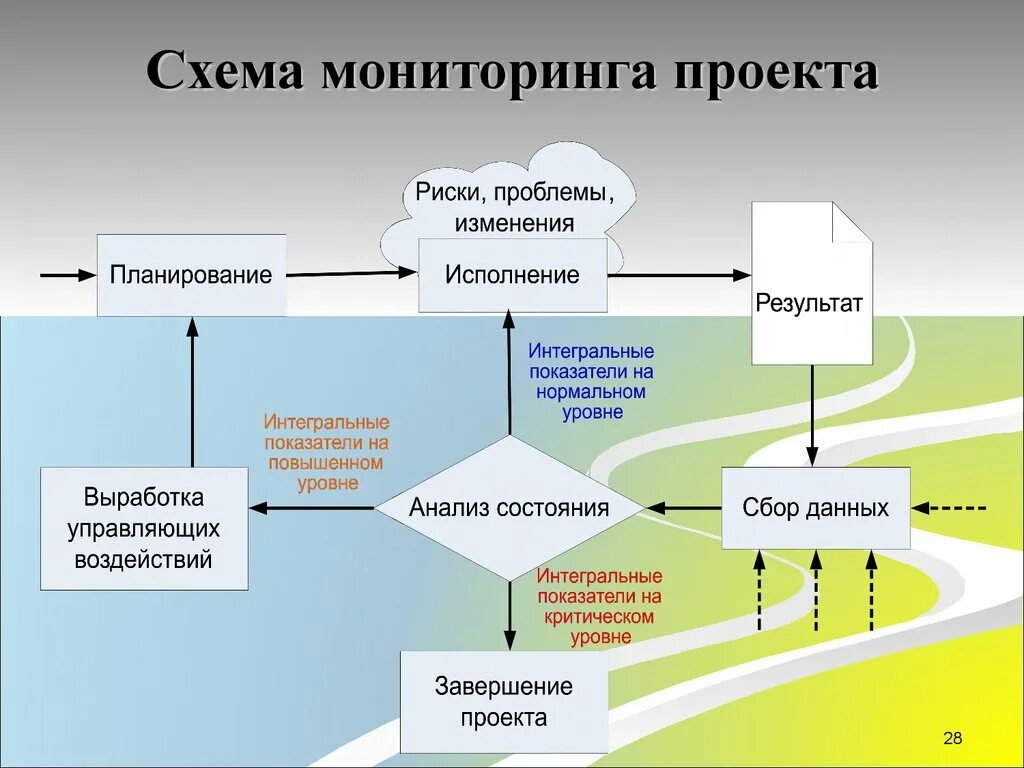 Схема мониторинга проекта
Риски, проблемы,
изменения
Планирование
Исполнение
Результат
Интегральные
показатели на
нормальном
уровне
Интегральные
показатели на
повышенном
уровне
Выработка
управляющих
воздействий
Анализ состояния
Сбор данных
Интегральные
показатели на
критическом
уровне
Завершение
проекта
28